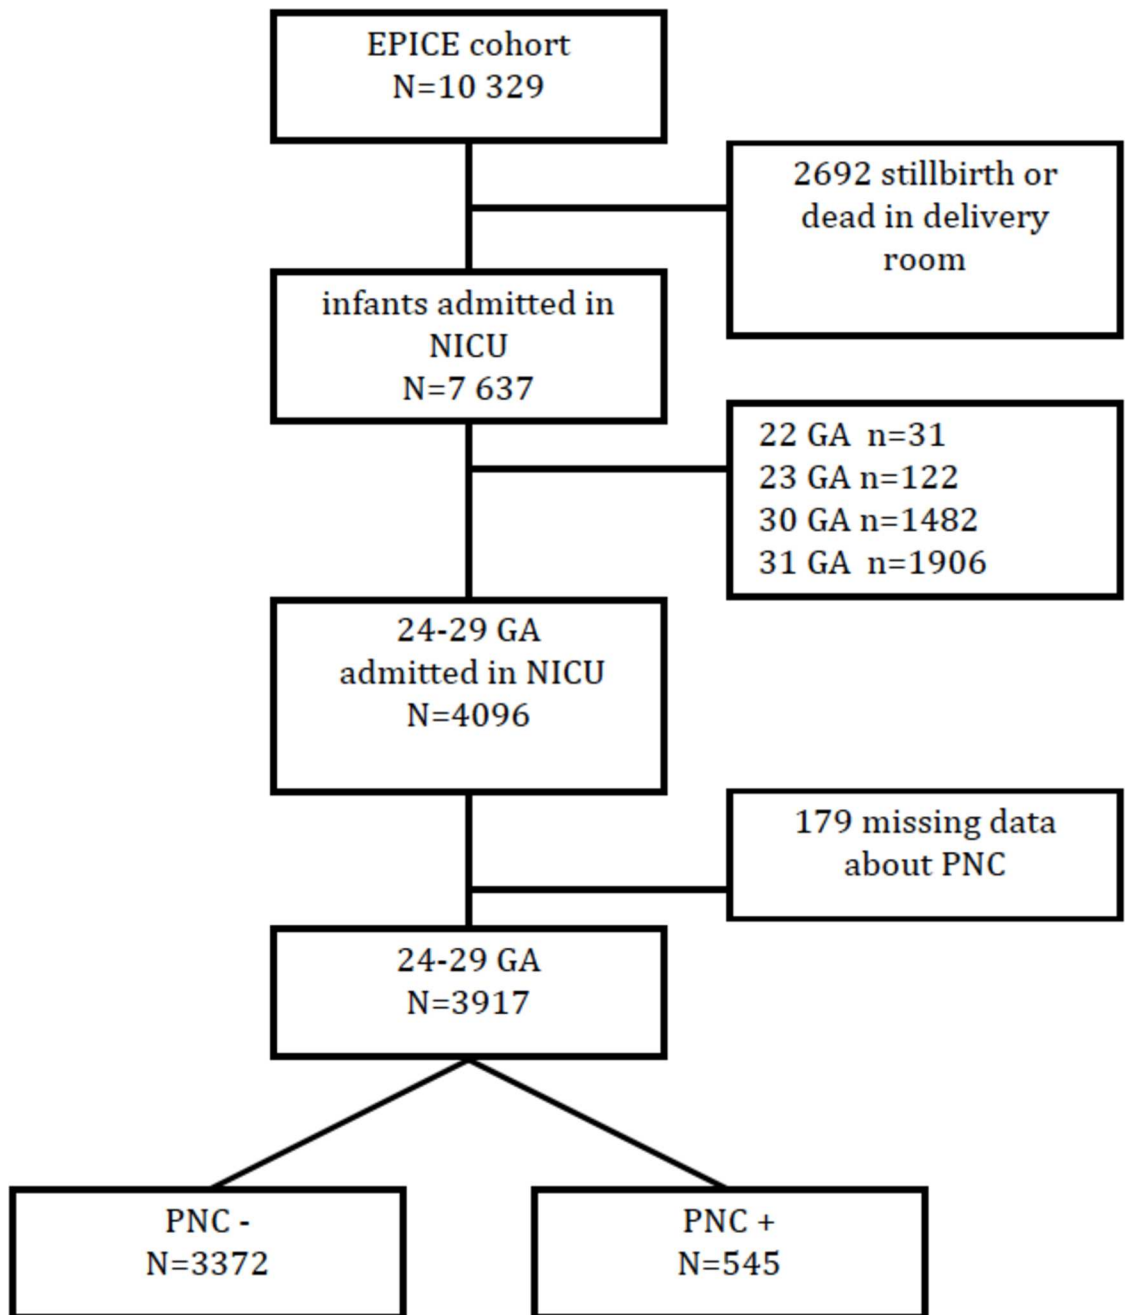 EPICE cohort
N=10 329
2692 stillbirth or
dead in delivery
room
infants admitted in
NICU
N=7 637
22 GA  n=31
23 GA n=122
30 GA n=1482
31 GA  n=1906
24-29 GA
admitted in NICU
N=4096
179 missing data
about PNC
24-29 GA
N=3917
PNC -
N=3372
PNC +
N=545